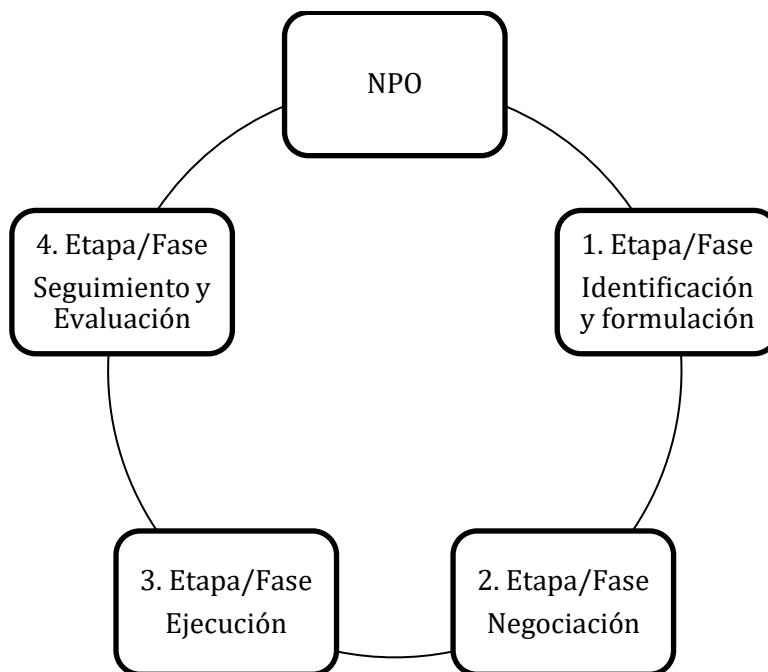 NPO
1. Etapa/Fase
Identificación
y formulación
2. Etapa/Fase
Negociación
3. Etapa/Fase
Ejecución
4. Etapa/Fase
Seguimiento y
Evaluación